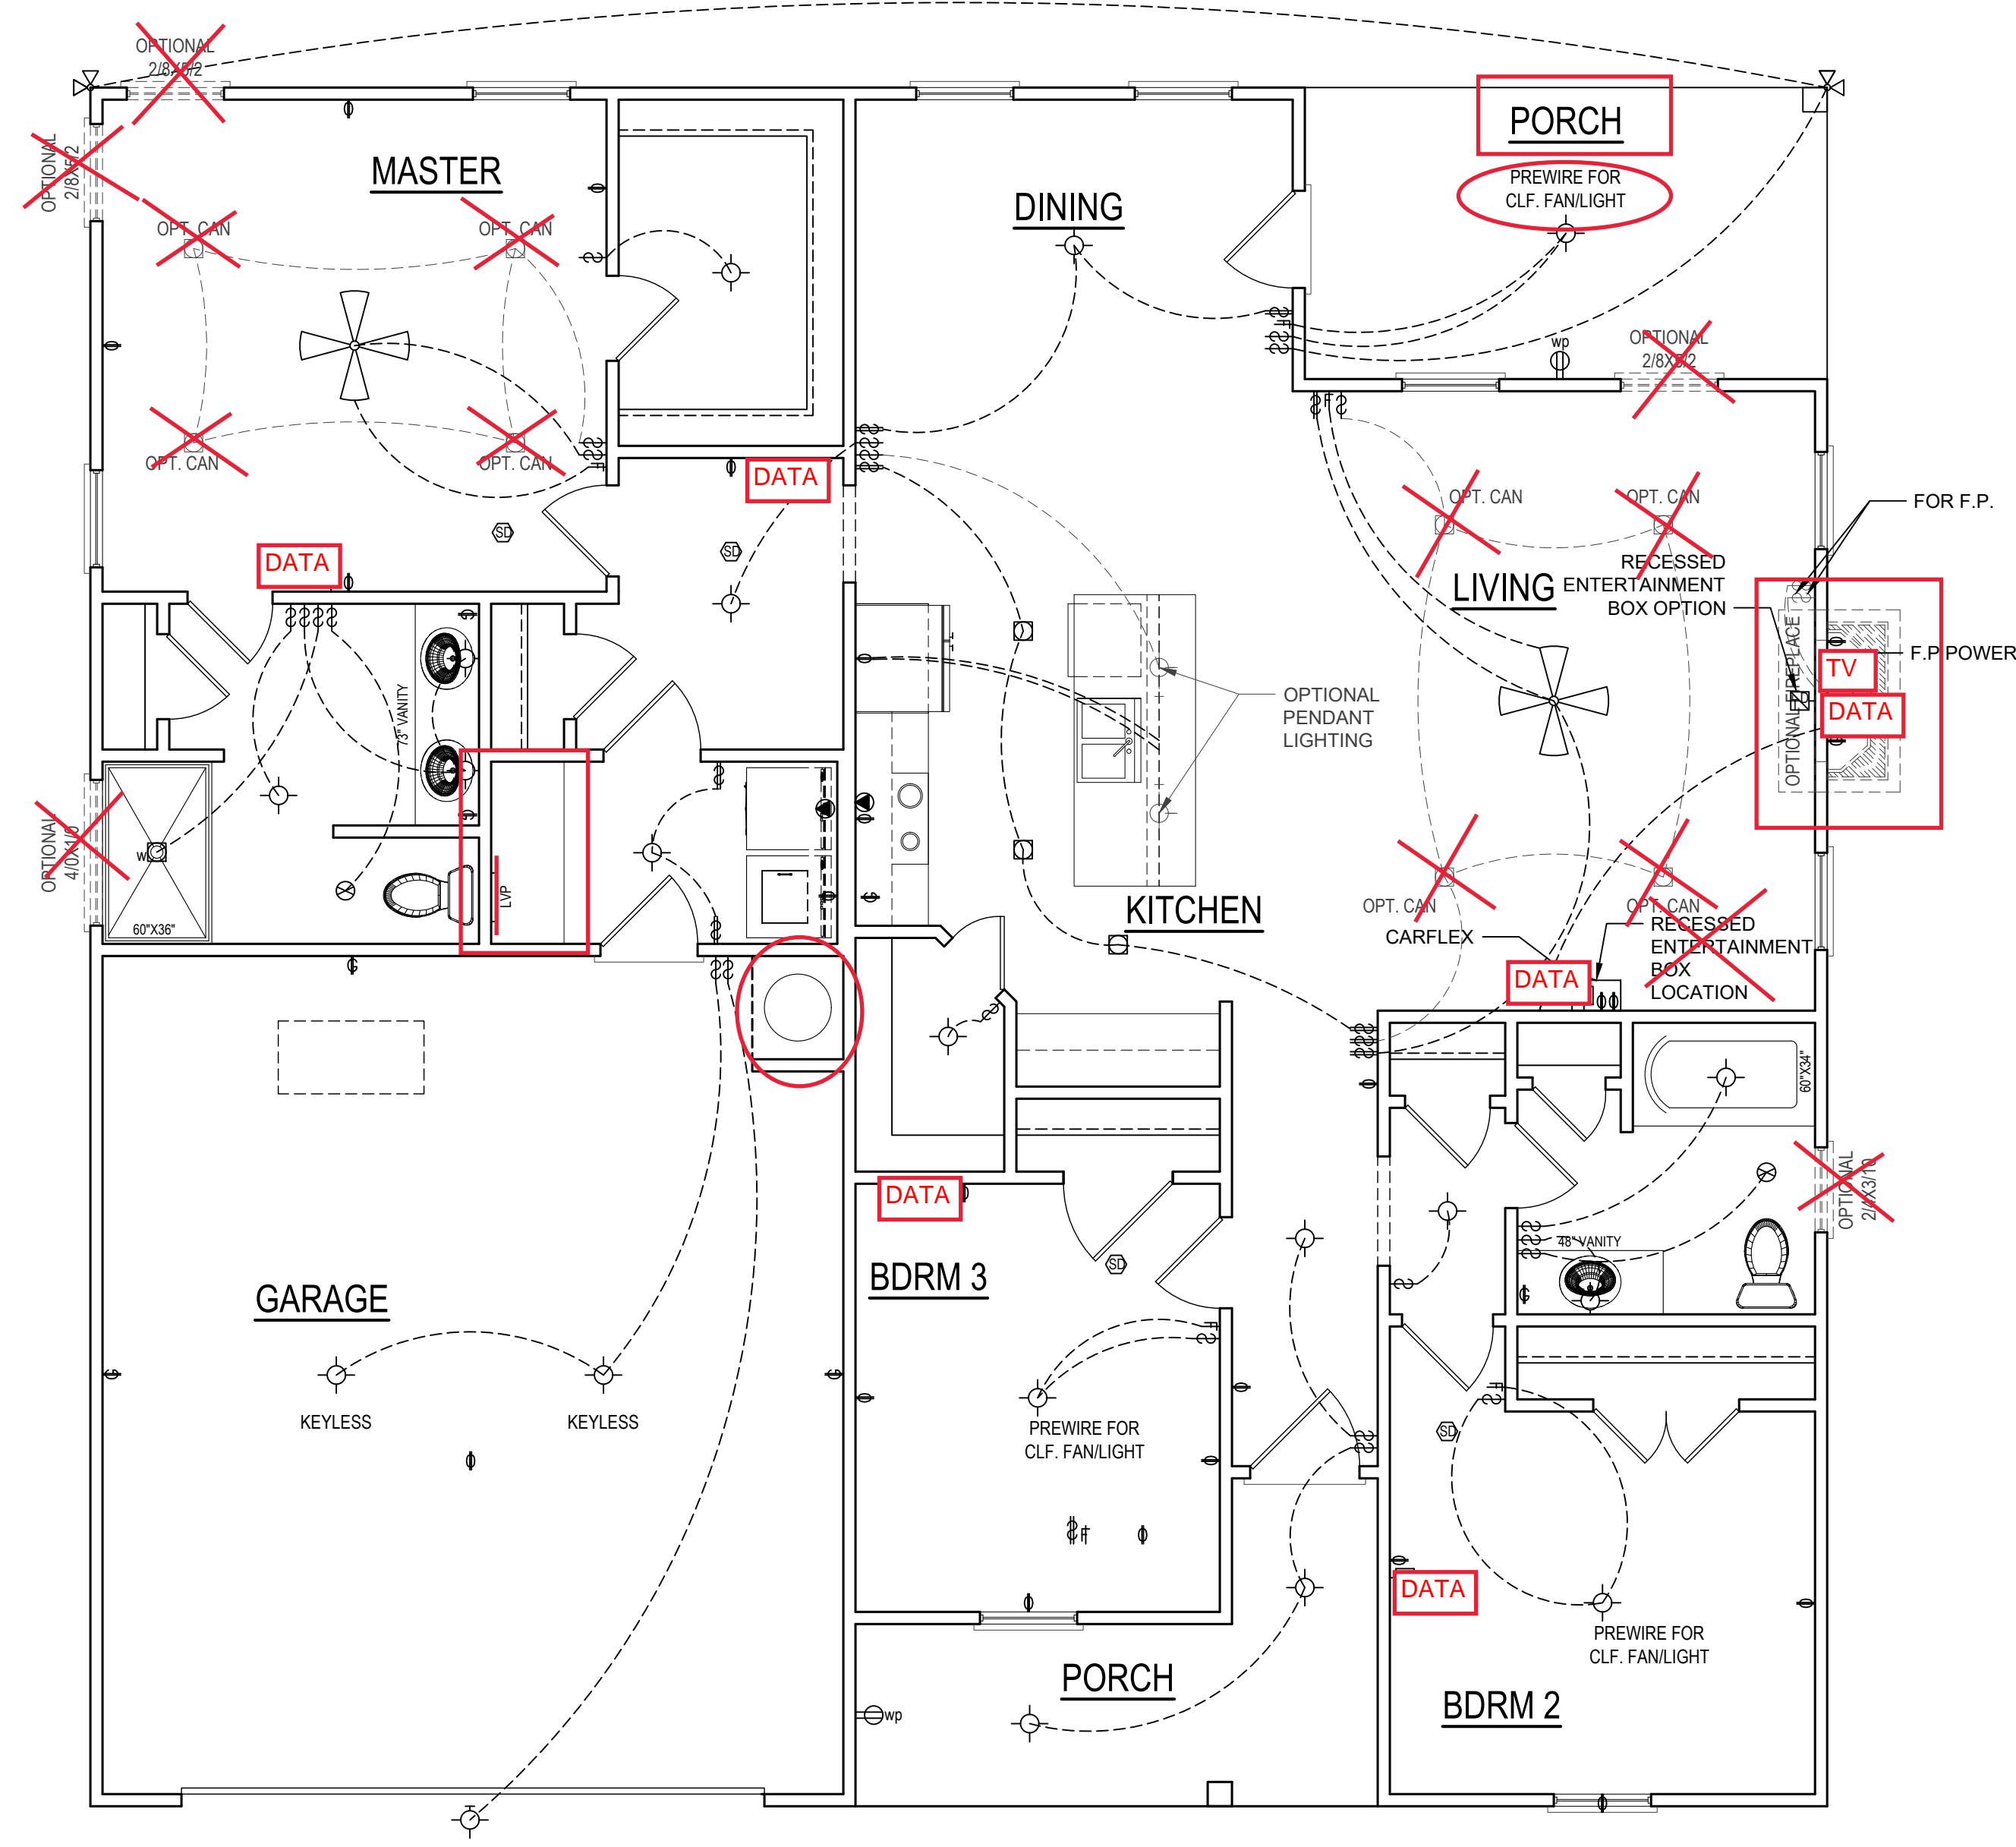 OPTIONAL
2/8X5/2
OPTIONAL
2/8X5/2
MASTER
OPT. CAN
OPT. CAN
OPT. CAN
OPT. CAN
PORCH
PREWIRE FOR
CLF. FAN/LIGHT
DINING
wp
OPTIONAL
2/8X5/2
S
S
S
F
S
S
S
F
S
S
S
S
F
S
S
S
S
DATA
DATA
SD
SD
OPT. CAN
OPT. CAN
FOR F.P.
LIVING
RECESSED
ENTERTAINMENT
BOX OPTION
OPTIONAL FIREPLACE
F.P POWER
TV
DATA
OPTIONAL
PENDANT
LIGHTING
73" VANITY
OPTIONAL
4/0X1/0
60"X36"
LVP
KITCHEN
OPT. CAN
OPT. CAN
CARFLEX
RECESSED
ENTERTAINMENT
BOX
LOCATION
DATA
60"X34"
OPTIONAL
2/4X3/10
48" VANITY
DATA
BDRM 3
SD
GARAGE
KEYLESS
KEYLESS
PREWIRE FOR
CLF. FAN/LIGHT
SD
DATA
PREWIRE FOR
CLF. FAN/LIGHT
PORCH
wp
BDRM 2